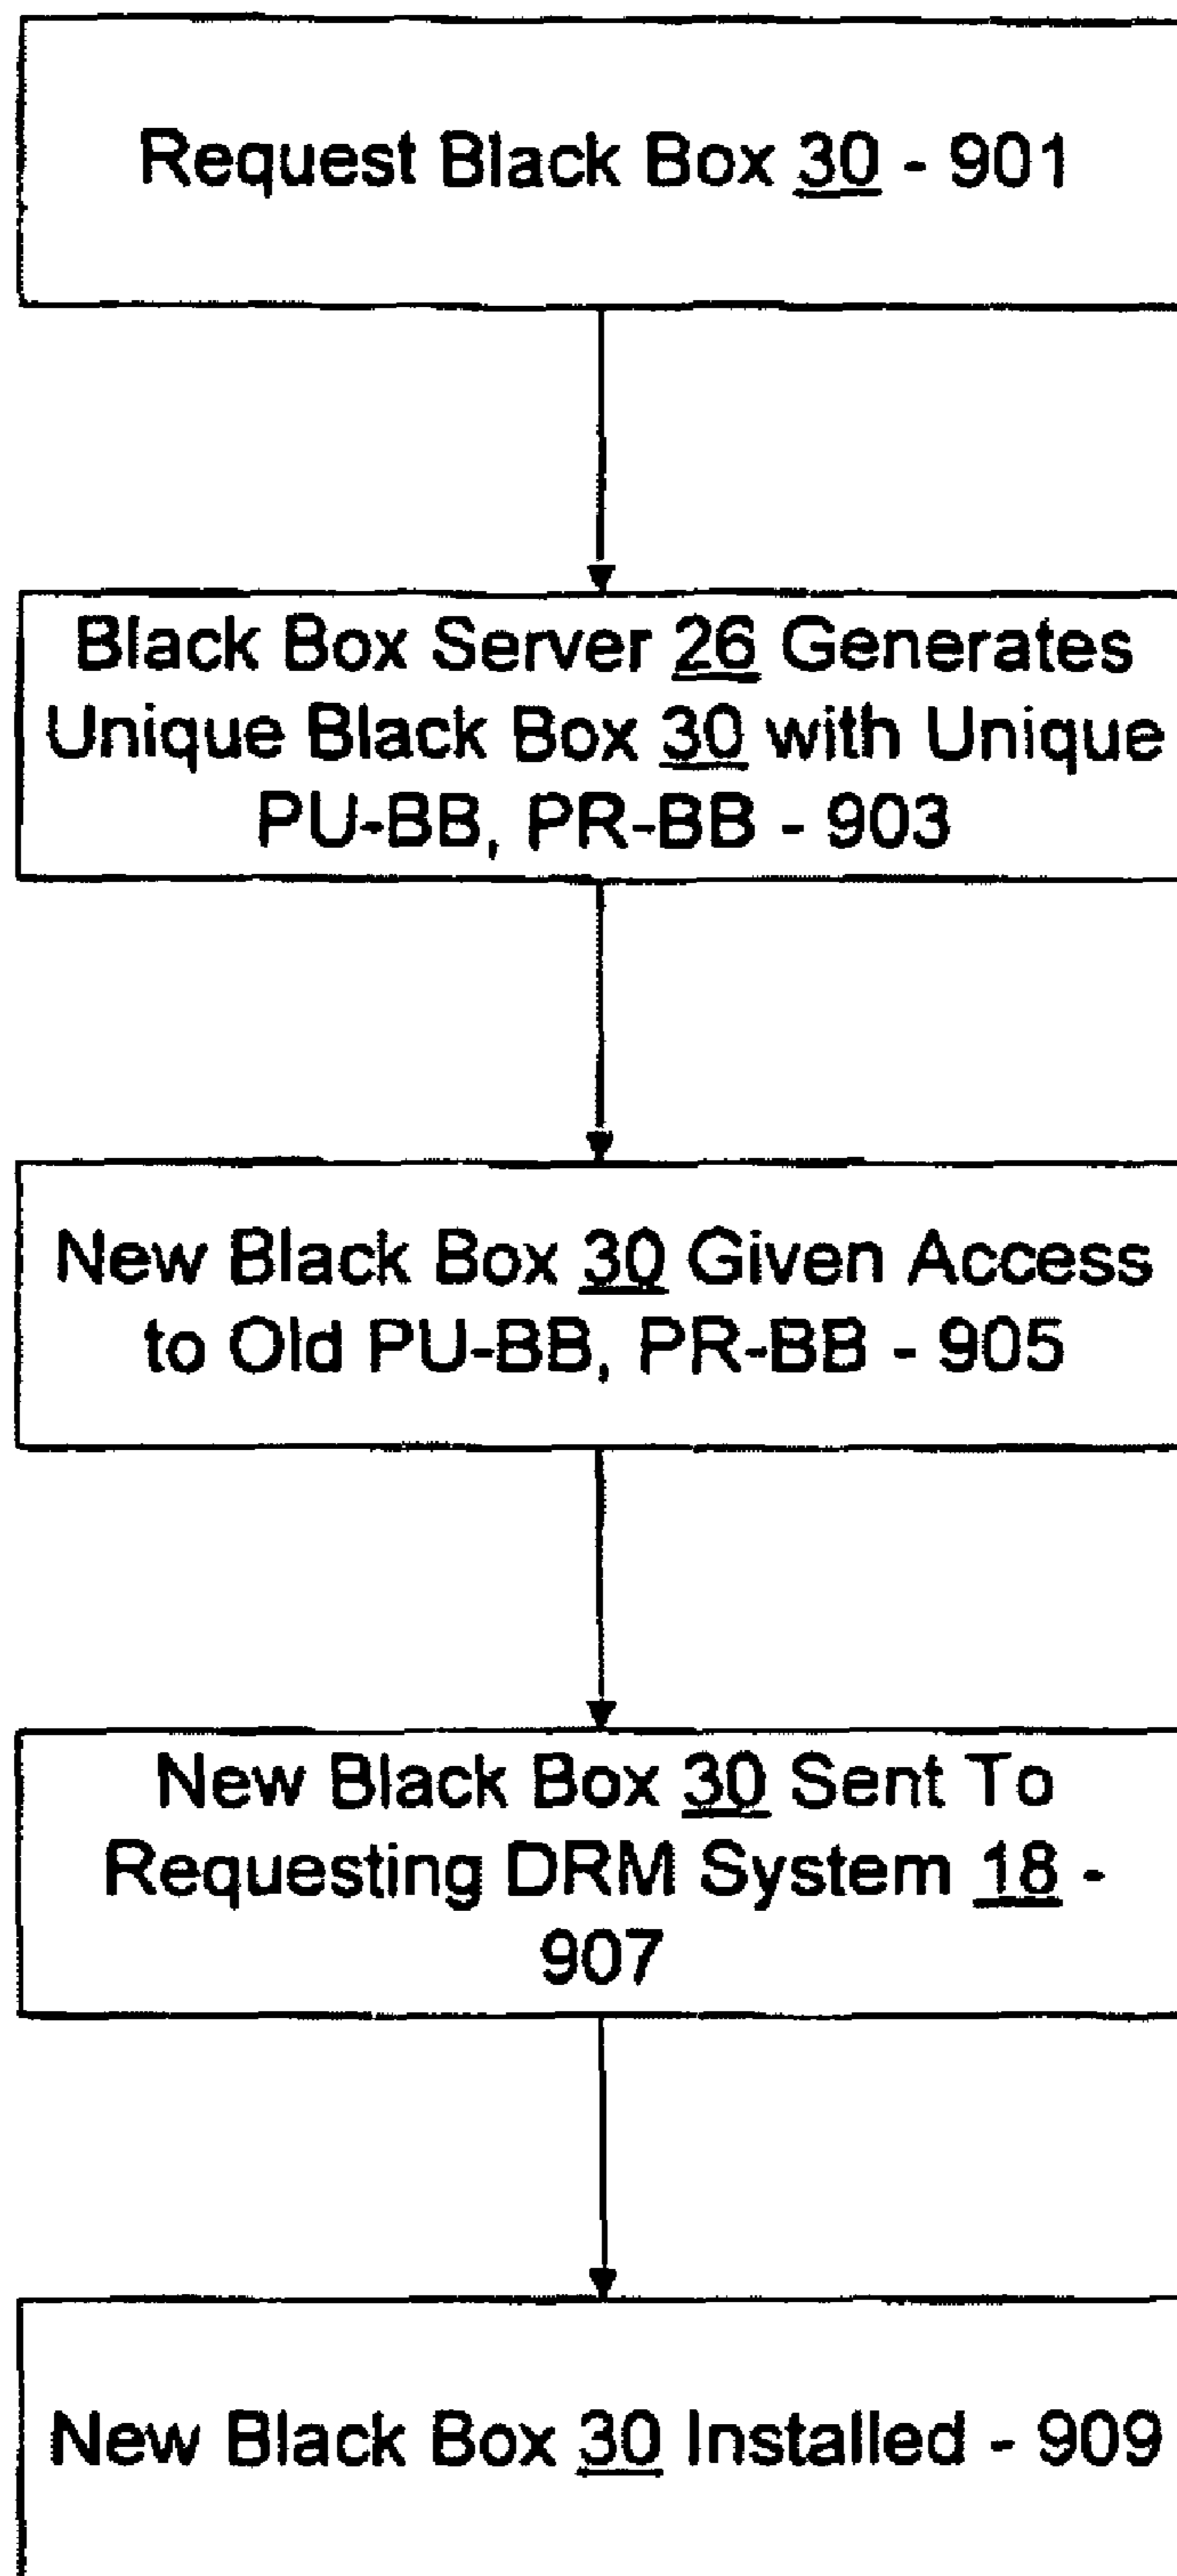 Request Black Box 30 - 901
Black Box Server 26 Generates
Unique Black Box 30 with Unique
PU-BB, PR-BB - 903
New Black Box 30 Given Access
to Old PU-BB, PR-BB - 905
New Black Box 30 Sent To
Requesting DRM System 18 -
907
New Black Box 30 Installed - 909